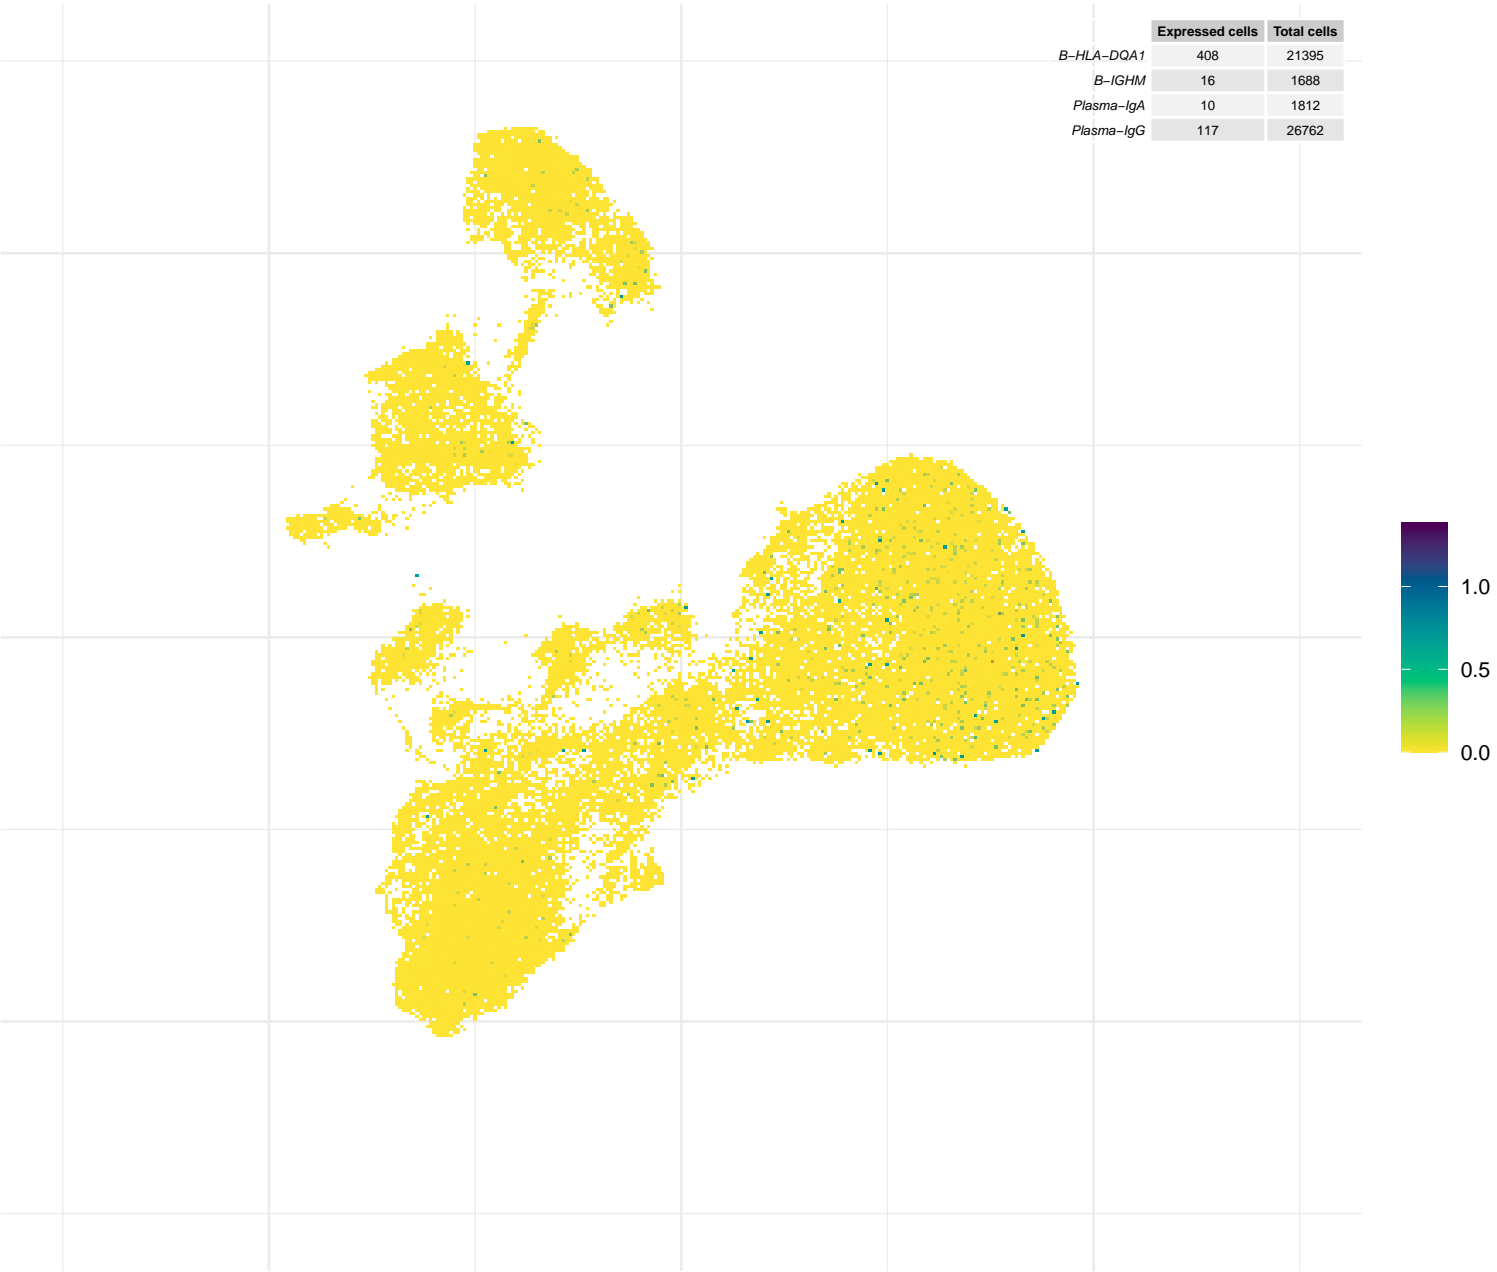 Expressed cells Total cells
B−HLA−DQA1 408 21395
B−IGHM 16 1688
Plasma−IgA 10 1812
Plasma−IgG 117 26762
1.0
0.5
0.0